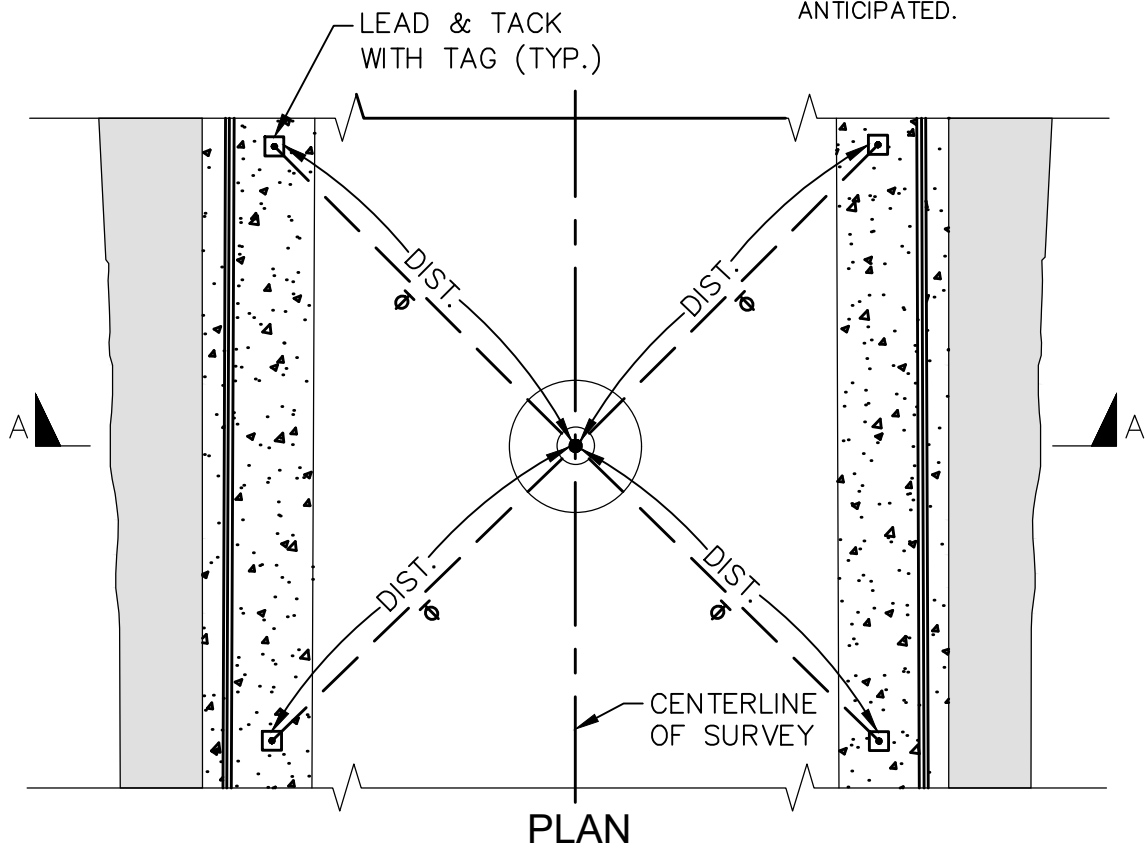 ANTICIPATED.
LEAD & TACK
WITH TAG (TYP.)
DIST.
DIST.
A
A
DIST.
DIST.
CENTERLINE
OF SURVEY
PLAN